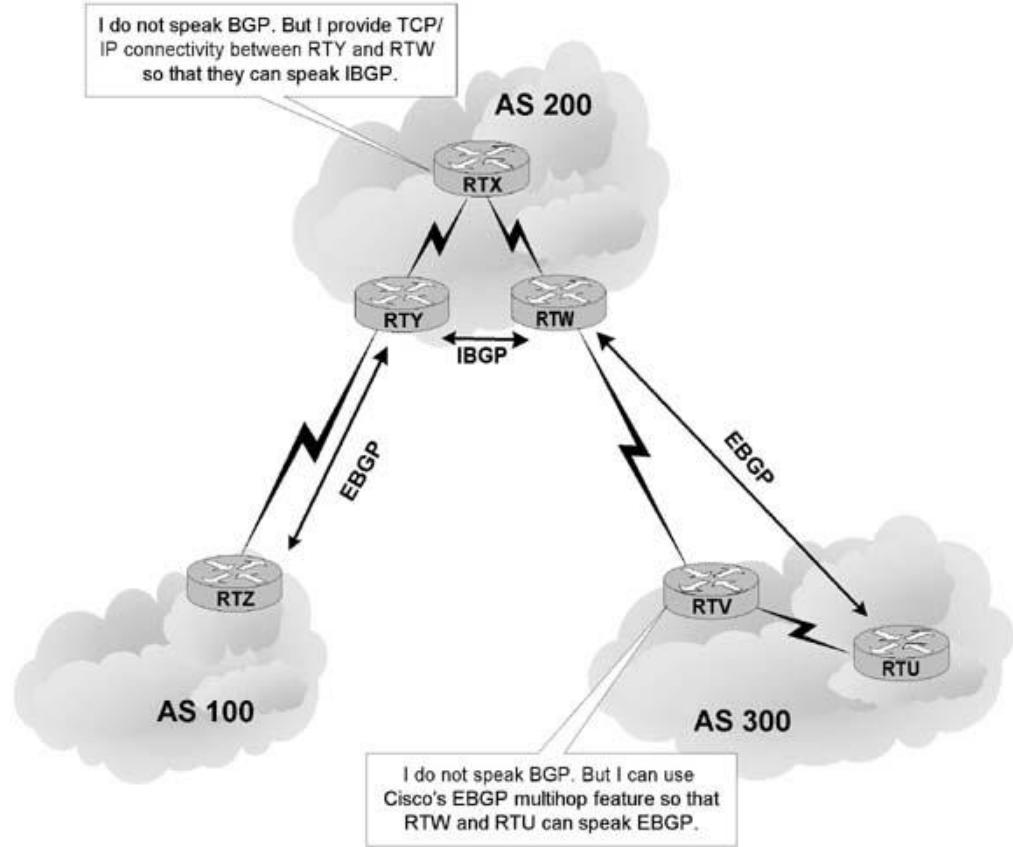 I do not speak BGP. But I provide TCP/
IP connectivity between RTY and RTW
so that they can speak IBGP.
AS 200
RTX
RTY
RTW
IBGP
EBGP
EBGP
RTZ
RTV
RTU
AS 100
AS 300
I do not speak BGP. But I can use
Cisco's EBGP multihop feature so that
RTW and RTU can speak EBGP.